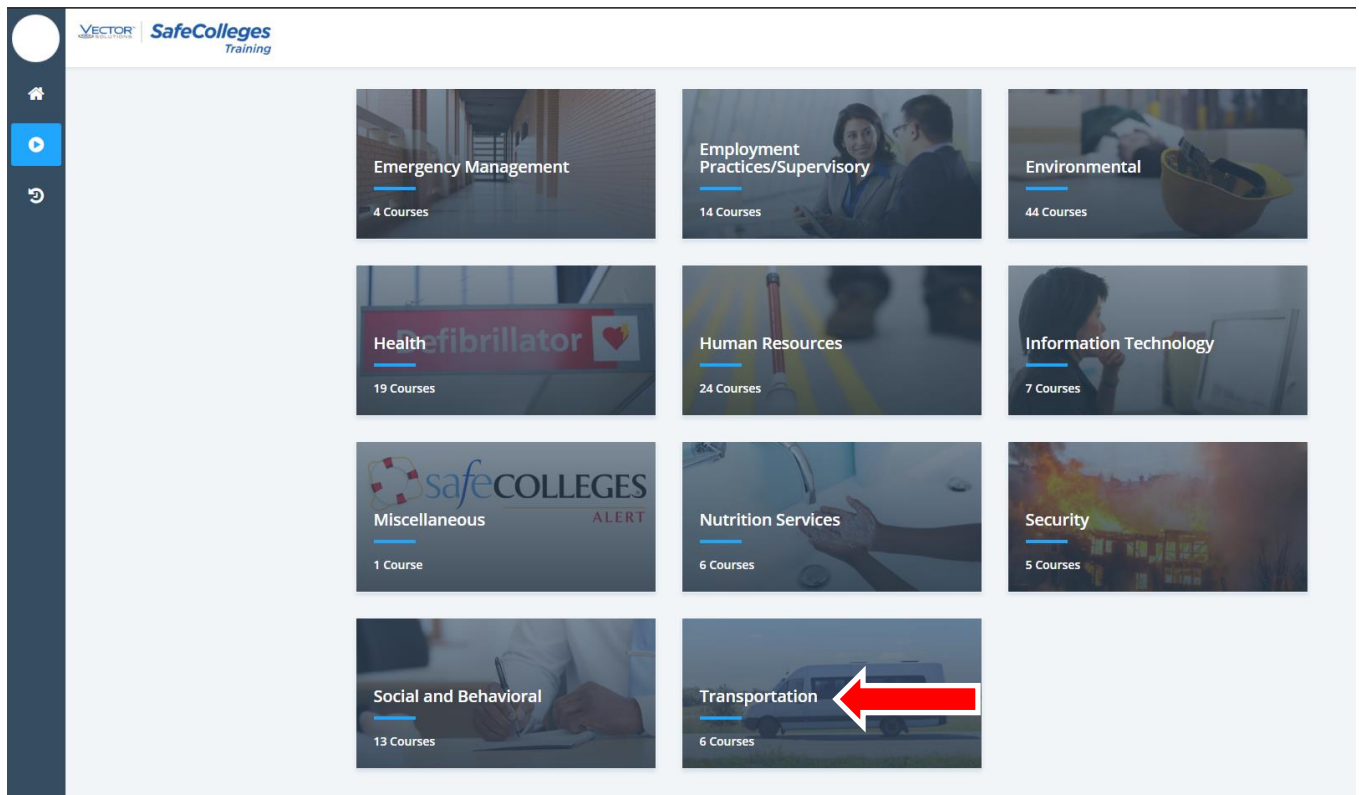 VECTOR SOLUTIONS SafeColleges
Training
Emergency Management
4 Courses
Employment
Practices/Supervisory
14 Courses
Environmental
44 Courses
Defibrillator
Health
19 Courses
Human Resources
24 Courses
Information Technology
7 Courses
safeCOLLEGES
ALERT
Miscellaneous
1 Course
Nutrition Services
6 Courses
Security
5 Courses
Social and Behavioral
13 Courses
Transportation
6 Courses